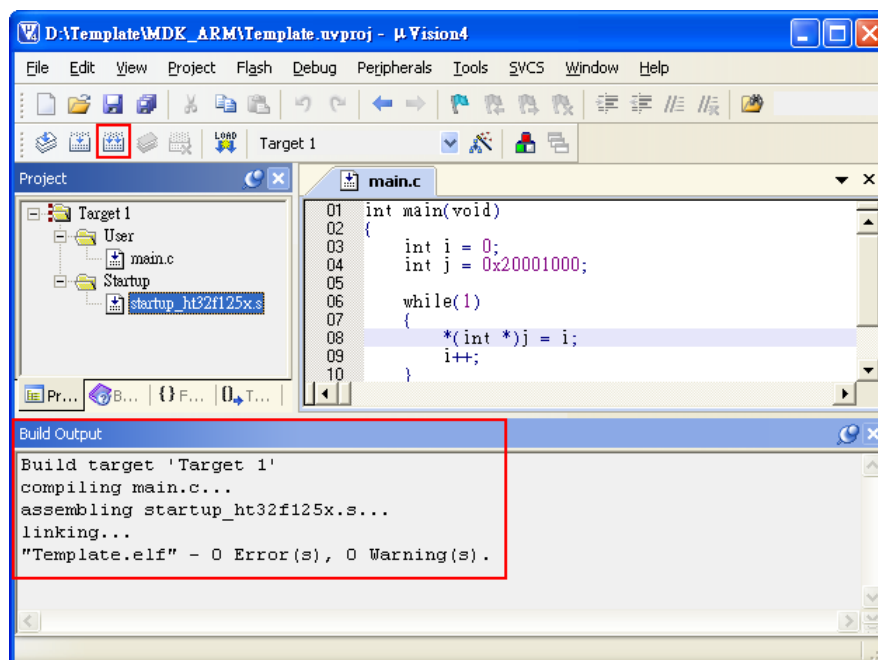 D:\Template\MDK_ARM\Template.uvproj - µVision4
File Edit View Project Flash Debug Peripherals Tools SVCS Window Help
LOAD Target 1
Project
main.c
Target 1
User
main.c
Startup
startup_ht32f125x.s
01 int main(void)
02 {
03 int i = 0;
04 int j = 0x20001000;
05
06 while(1)
07 {
08 *(int *)j = i;
09 i++;
10 }
Pr... B... {} F... 0 T...
Build Output
Build target 'Target 1'
compiling main.c...
assembling startup_ht32f125x.s...
linking...
"Template.elf" - 0 Error(s), 0 Warning(s).